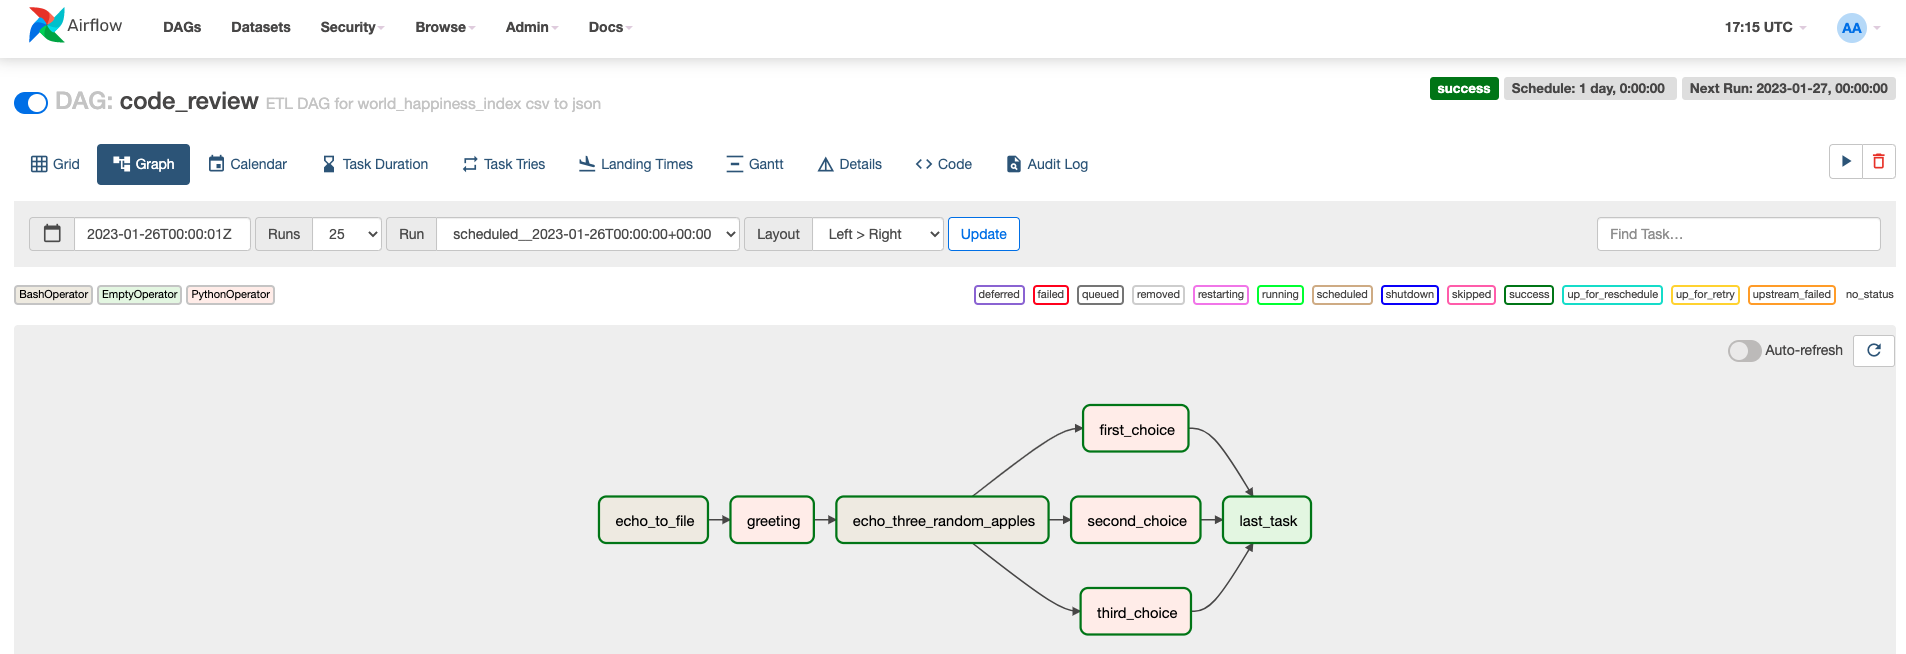 Airflow DAGs Datasets Security Browse Admin Docs 17:15 UTC AA
success Schedule: 1 day, 0:00:00 Next Run: 2023-01-27, 00:00:00
DAG: code_review ETL DAG for world_happiness_index csv to json
Grid Graph Calendar Task Duration Task Tries Landing Times Gantt Details Code Audit Log
2023-01-26T00:00:01Z Runs 25 Run scheduled__2023-01-26T00:00:00+00:00 Layout Left > Right Update Find Task...
BashOperator EmptyOperator PythonOperator deferred failed queued removed restarting running scheduled shutdown skipped success up_for_reschedule up_for_retry upstream_failed no_status
Auto-refresh
first_choice
echo_to_file greeting echo_three_random_apples second_choice last_task
third_choice